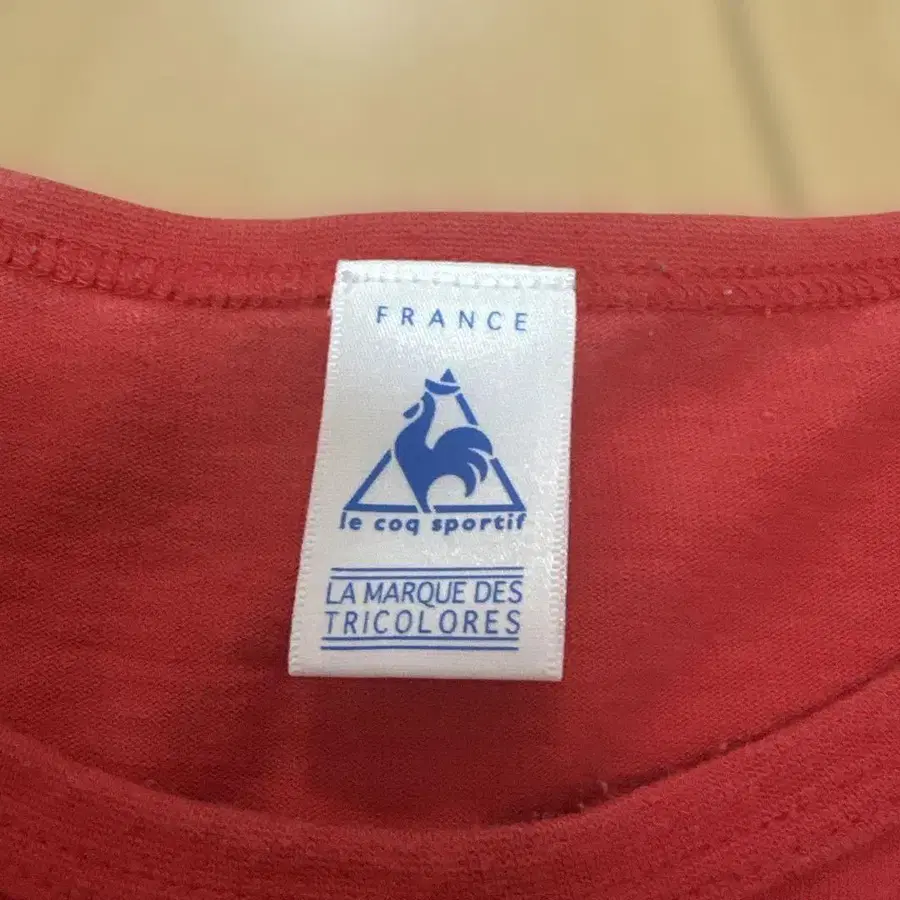 FRANCE
le coq sportif
LA MARQUE DES
TRICOLORES